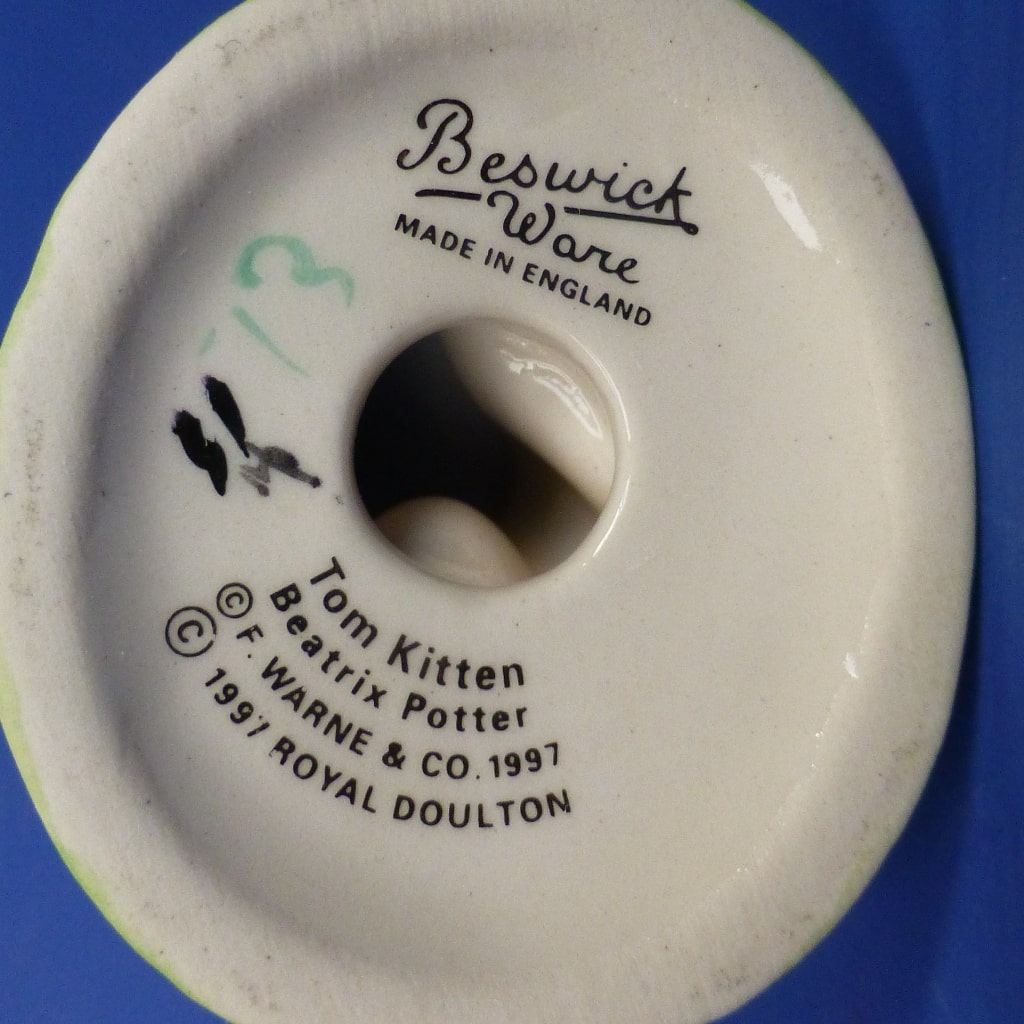 Beswick
Ware
MADE IN ENGLAND
Tom Kitten
Beatrix Potter
© F. WARNE & CO. 1997
© 1997 ROYAL DOULTON